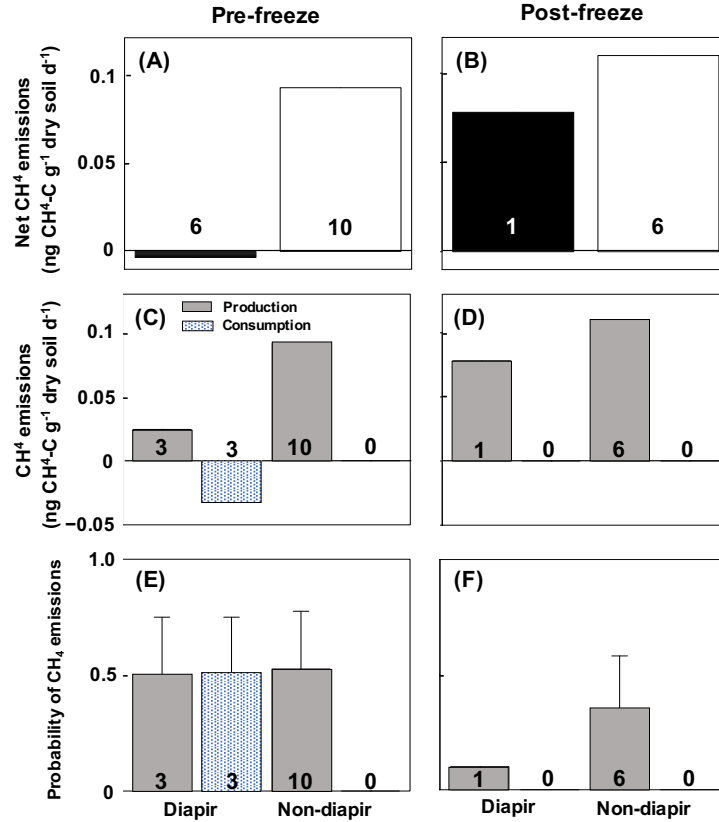 Pre-freeze
Post-freeze
Net CH⁴ emissions
(ng CH⁴-C g⁻¹ dry soil d⁻¹)
0.1
0.05
0
(A)
6
10
(B)
1
6
CH⁴ emissions
(ng CH⁴-C g⁻¹ dry soil d⁻¹)
0.1
0.05
0
−0.05
(C)
Production
Consumption
3
3
10
0
(D)
1
0
6
0
Probability of CH₄ emissions
1.0
0.5
0
(E)
3
3
10
0
(F)
1
0
6
0
Diapir
Non-diapir
Diapir
Non-diapir